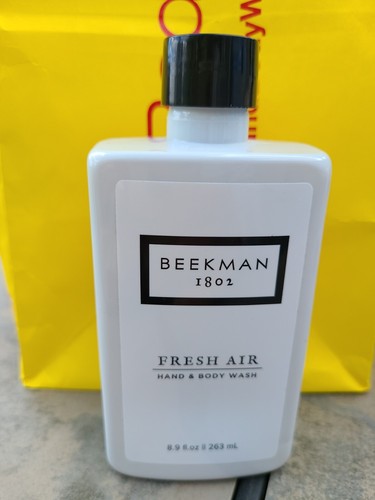 BEEKMAN
1802
FRESH AIR
HAND & BODY WASH
8.9 fl.oz ‖ 263 mL